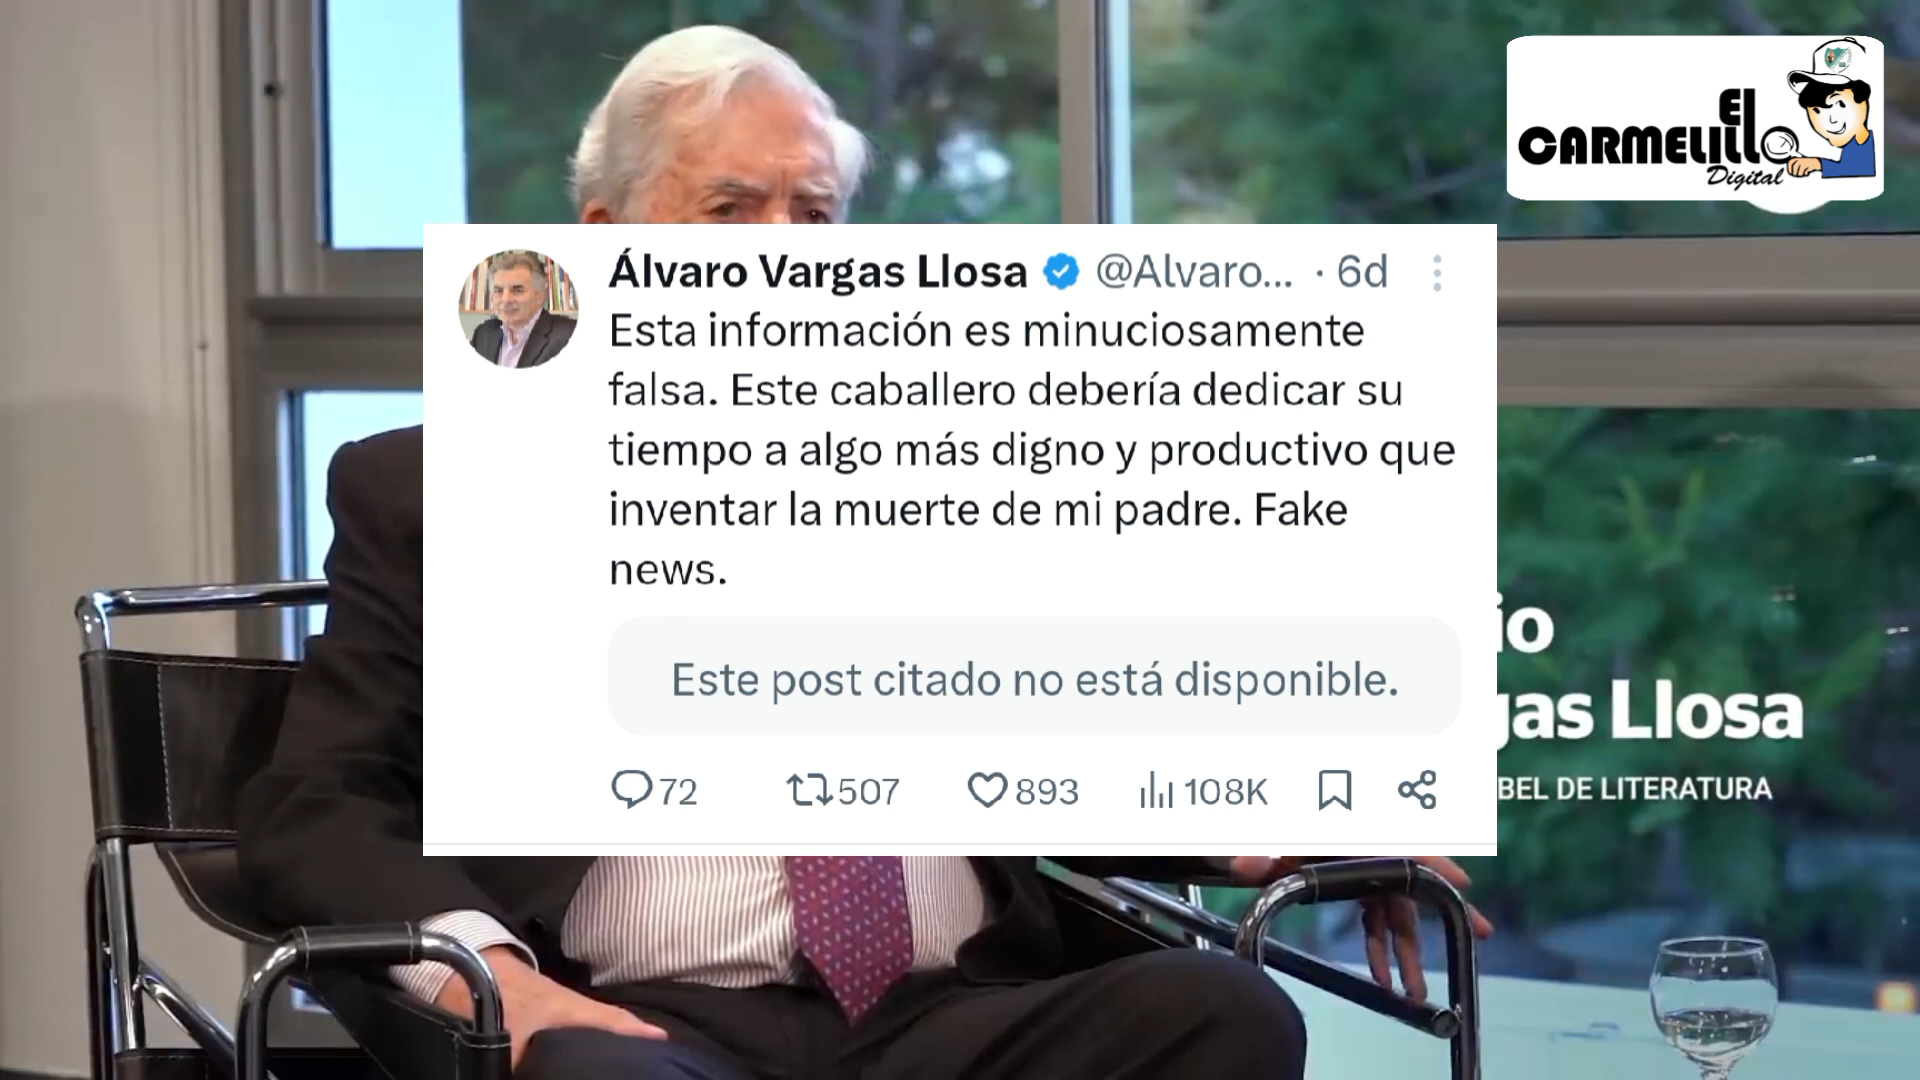 EL
CARMELILLO
Digital
Álvaro Vargas Llosa @Alvaro... · 6d
Esta información es minuciosamente
falsa. Este caballero debería dedicar su
tiempo a algo más digno y productivo que
inventar la muerte de mi padre. Fake
news.
Este post citado no está disponible.
72 507 893 108K
io
gas Llosa
BEL DE LITERATURA